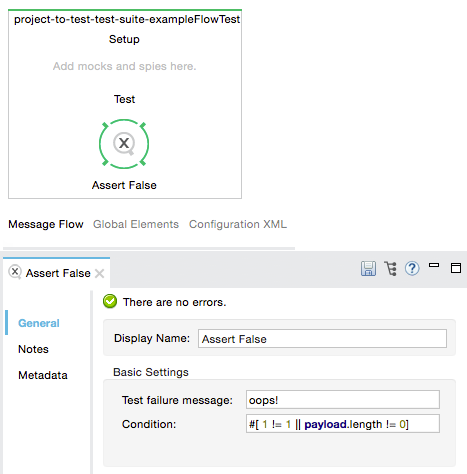 project-to-test-test-suite-exampleFlowTest
Setup
Add mocks and spies here.
Test
X
Assert False
Message Flow Global Elements Configuration XML
X Assert False
? 
There are no errors.
General
Notes
Metadata
Display Name: Assert False
Basic Settings
Test failure message: oops!
Condition: #[ 1 != 1 || payload.length != 0]